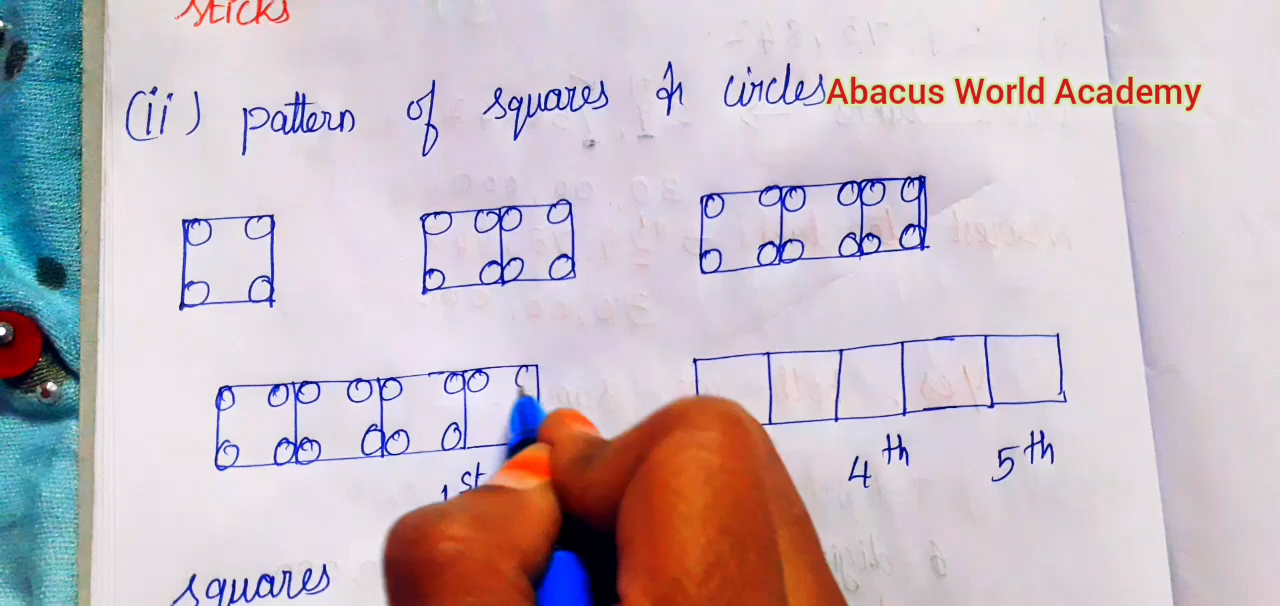 sticks
(ii) pattern of squares & circles Abacus World Academy
1st 4th 5th
squares